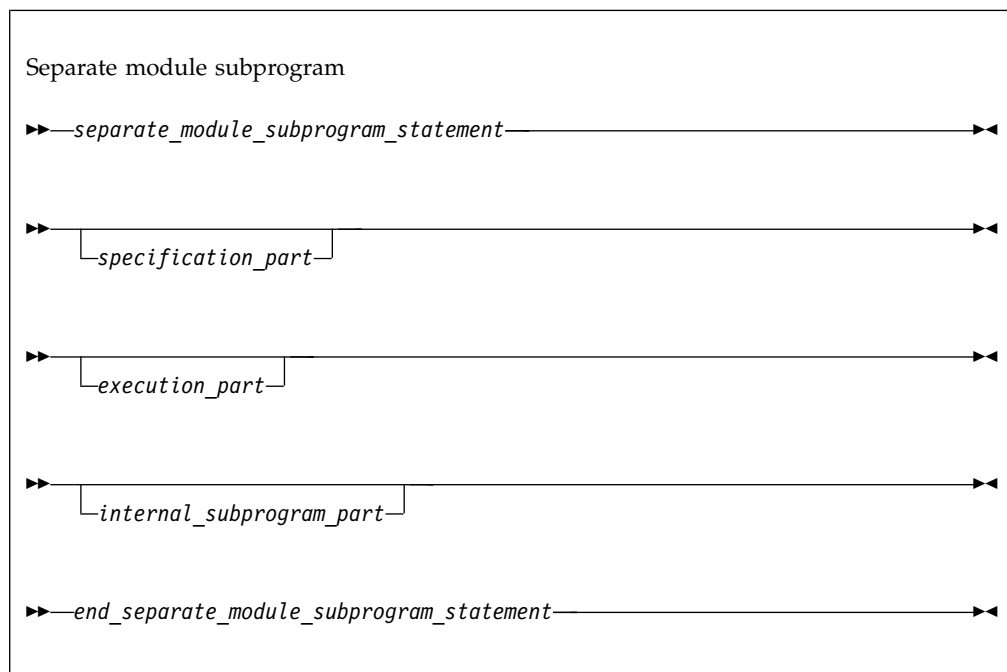 Separate module subprogram
separate_module_subprogram_statement
specification_part
execution_part
internal_subprogram_part
end_separate_module_subprogram_statement